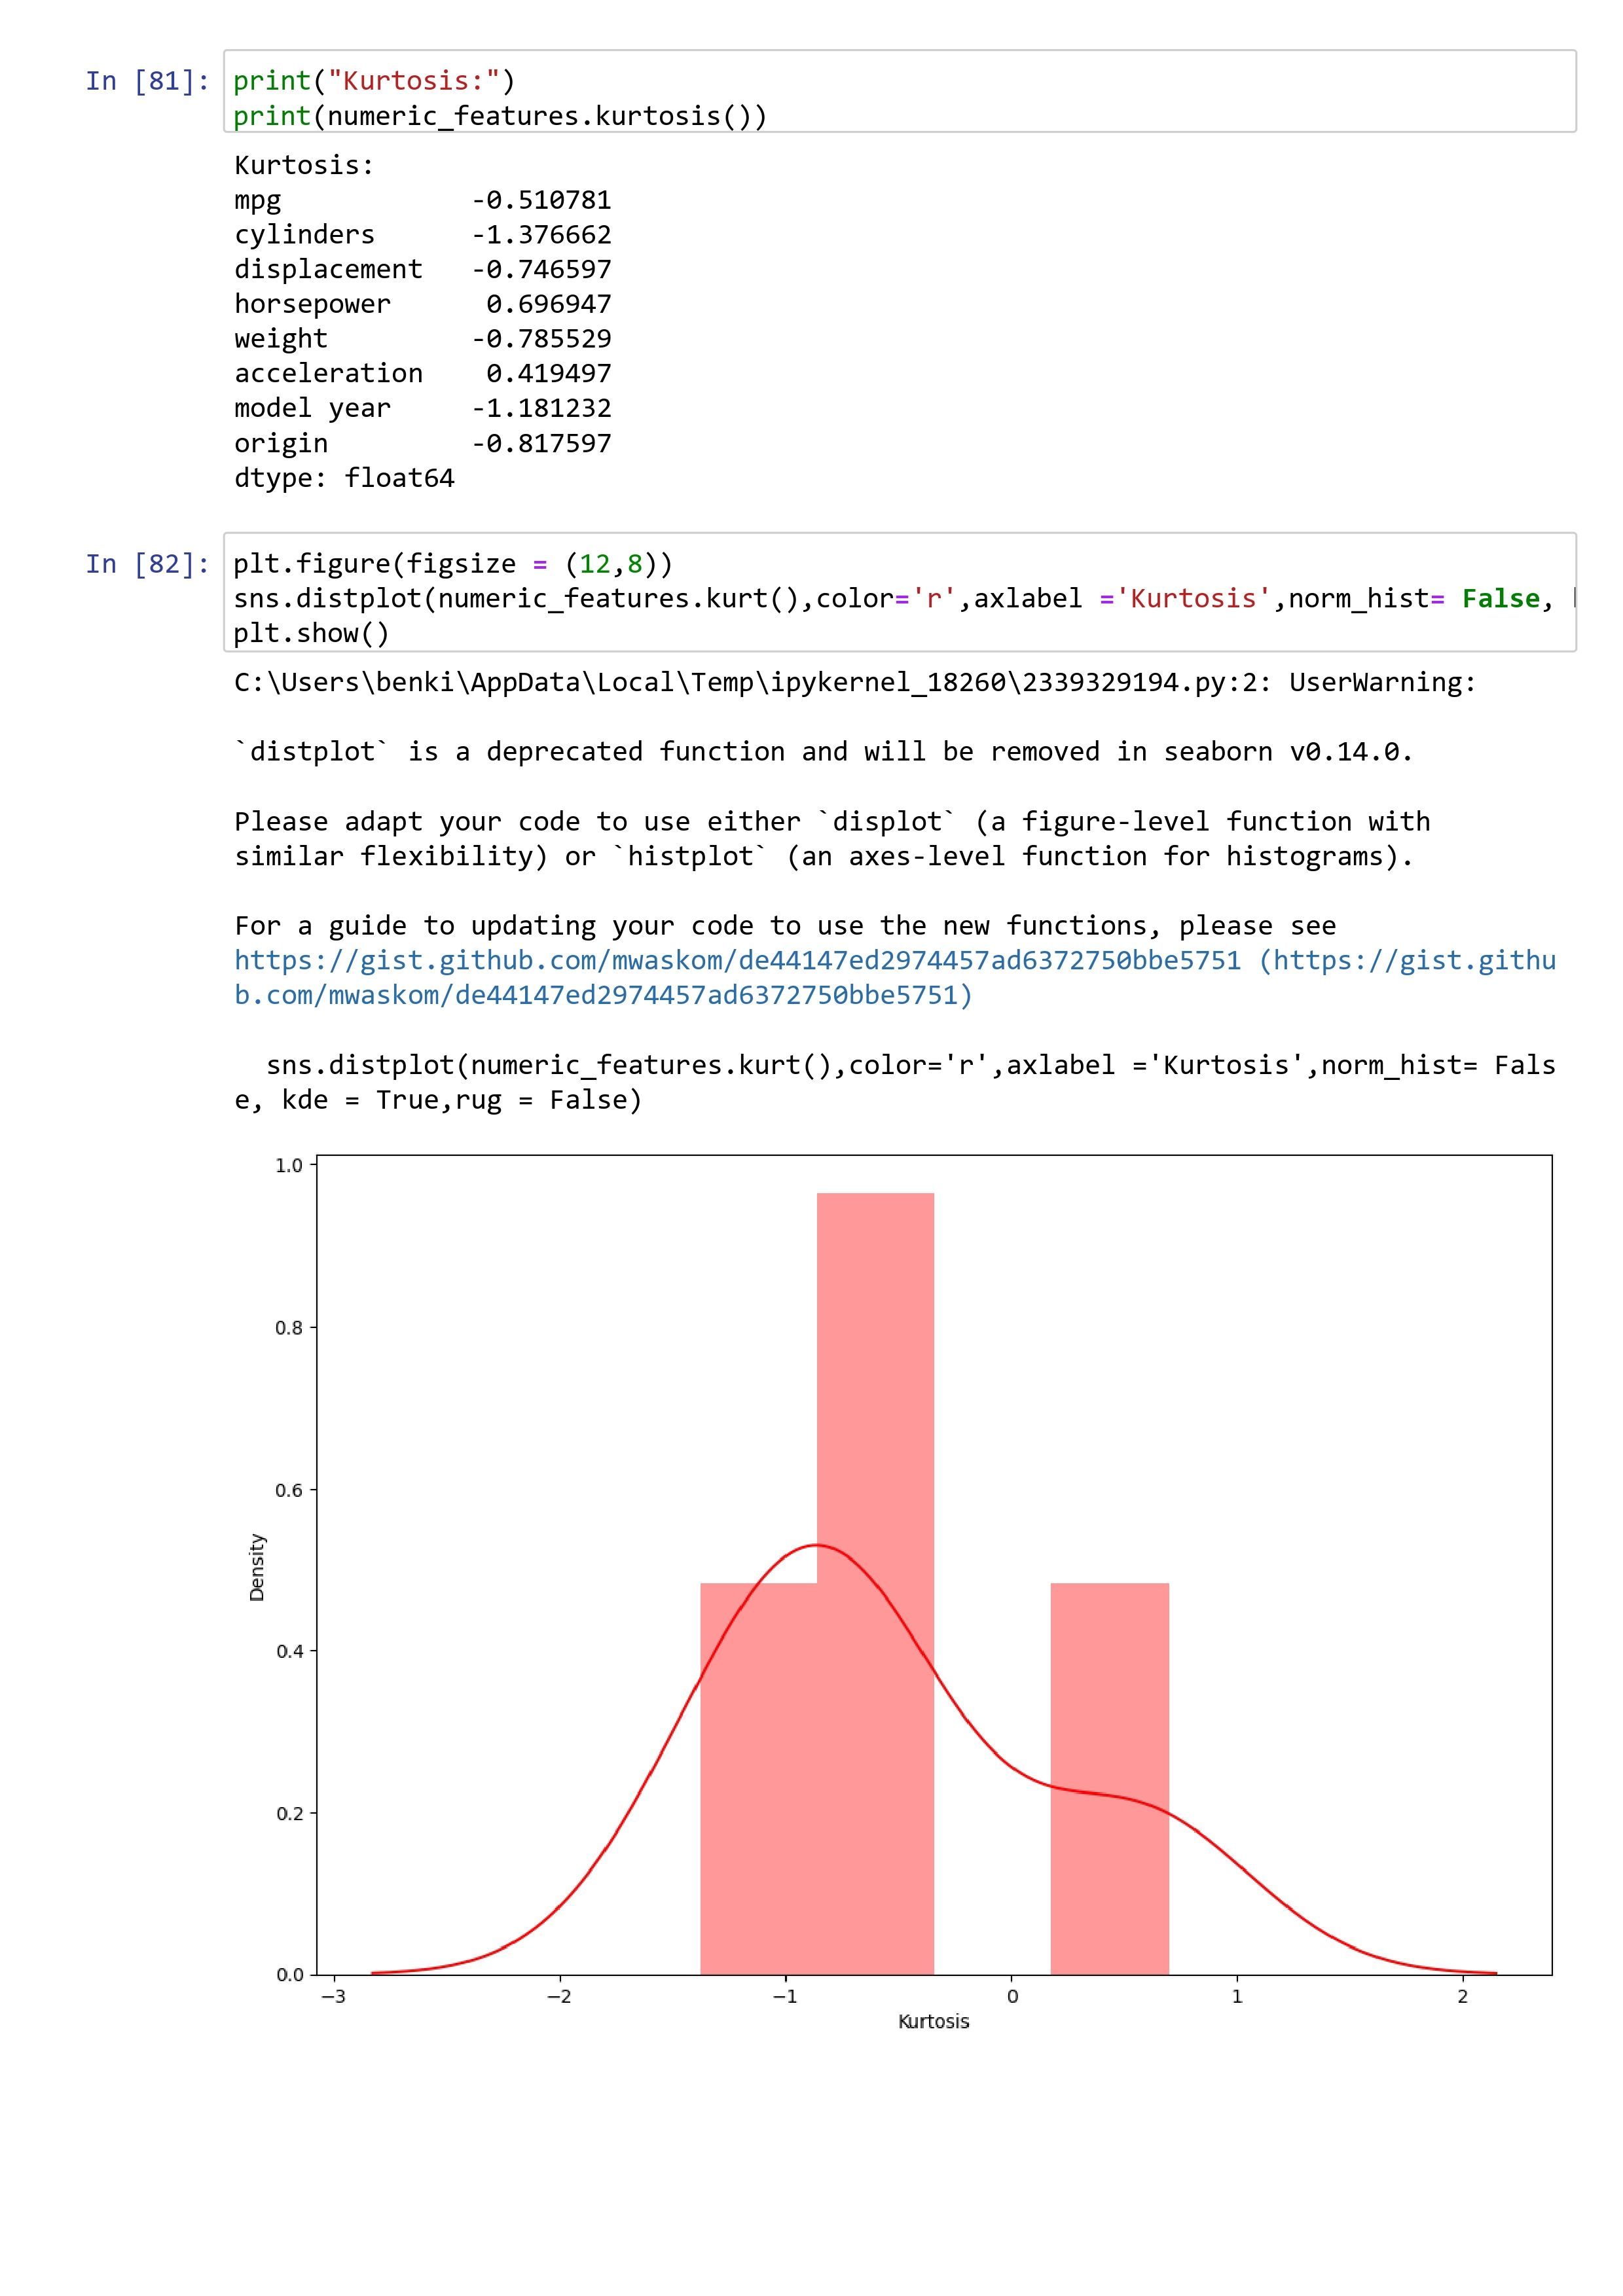 In [81]: print("Kurtosis:")
print(numeric_features.kurtosis())
Kurtosis:
mpg            -0.510781
cylinders      -1.376662
displacement   -0.746597
horsepower      0.696947
weight         -0.785529
acceleration    0.419497
model year     -1.181232
origin         -0.817597
dtype: float64
In [82]: plt.figure(figsize = (12,8))
sns.distplot(numeric_features.kurt(),color='r',axlabel ='Kurtosis',norm_hist= False,
plt.show()
C:\Users\benki\AppData\Local\Temp\ipykernel_18260\2339329194.py:2: UserWarning:
`distplot` is a deprecated function and will be removed in seaborn v0.14.0.
Please adapt your code to use either `displot` (a figure-level function with
similar flexibility) or `histplot` (an axes-level function for histograms).
For a guide to updating your code to use the new functions, please see
https://gist.github.com/mwaskom/de44147ed2974457ad6372750bbe5751 (https://gist.githu
b.com/mwaskom/de44147ed2974457ad6372750bbe5751)
  sns.distplot(numeric_features.kurt(),color='r',axlabel ='Kurtosis',norm_hist= Fals
e, kde = True,rug = False)
1.0
0.8
0.6
0.4
0.2
0.0
Density
−3 −2 −1 0 1 2
Kurtosis